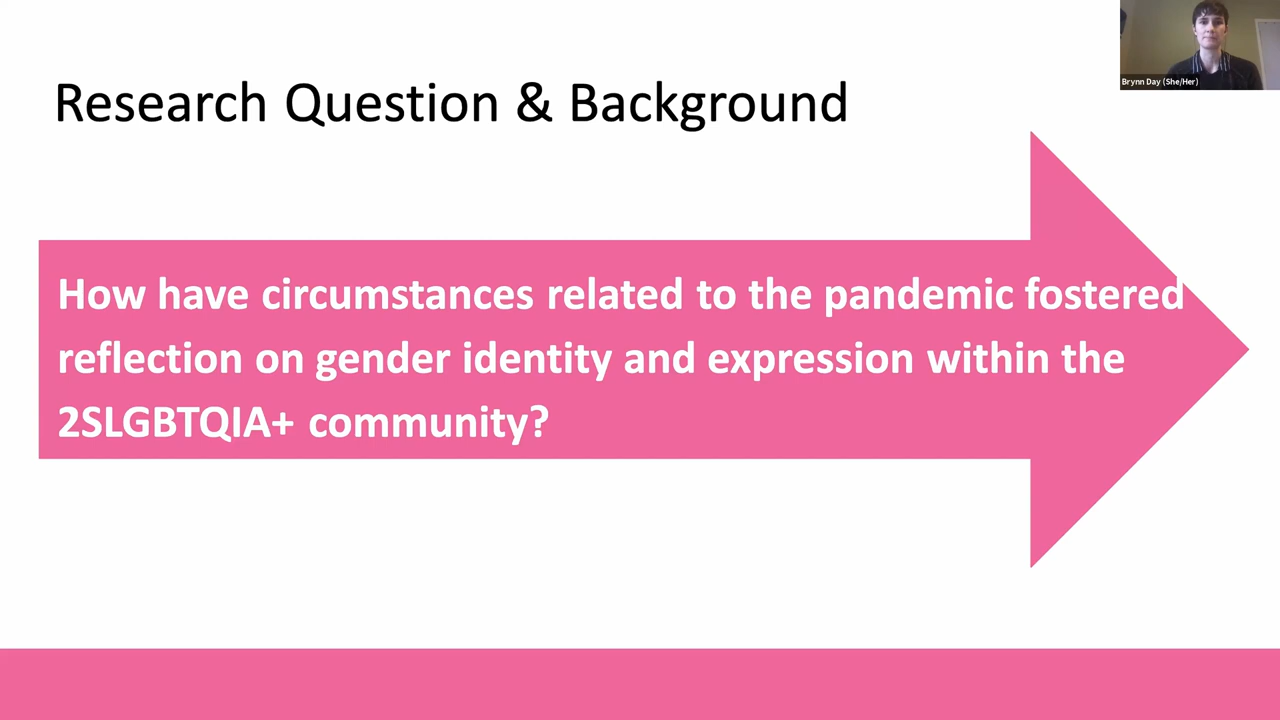 Brynn Day (She/Her)
Research Question & Background
How have circumstances related to the pandemic fostered
reflection on gender identity and expression within the
2SLGBTQIA+ community?